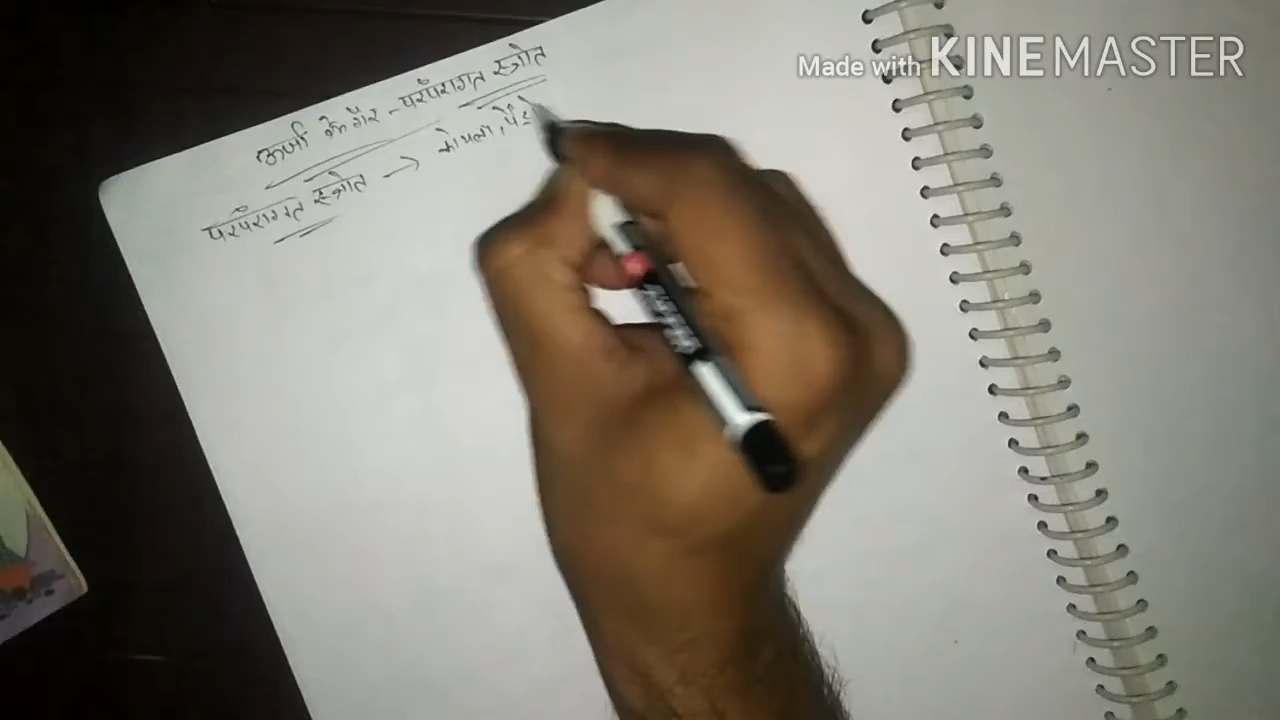 Made with KINEMASTER
ऊर्जा के गैर-परंपरागत स्त्रोत
परंपरागत स्त्रोत → कोयला,